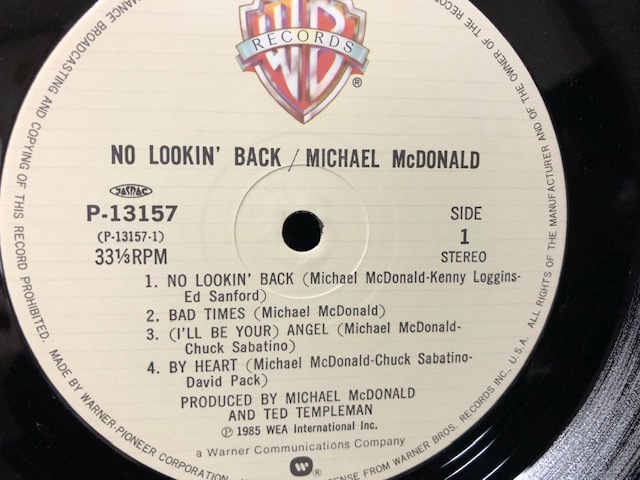 WB
RECORDS
®
NO LOOKIN' BACK / MICHAEL McDONALD
JASRAC
P-13157
(P-13157-1)
33⅓RPM
SIDE
1
STEREO
1. NO LOOKIN' BACK (Michael McDonald-Kenny Loggins-
Ed Sanford)
2. BAD TIMES (Michael McDonald)
3. (I'LL BE YOUR) ANGEL (Michael McDonald-
Chuck Sabatino)
4. BY HEART (Michael McDonald-Chuck Sabatino-
David Pack)
PRODUCED BY MICHAEL McDONALD
AND TED TEMPLEMAN
Ⓟ 1985 WEA International Inc.
a Warner Communications Company
®
MADE BY WARNER-PIONEER CORPORATION
ENSE FROM WARNER BROS. RECORDS INC., U.S.A. ALL RIGHTS OF THE MANUFACTURER AND OF THE OWNER OF THE RECOR
MANCE BROADCASTING AND COPYING OF THIS RECORD PROHIBITED.